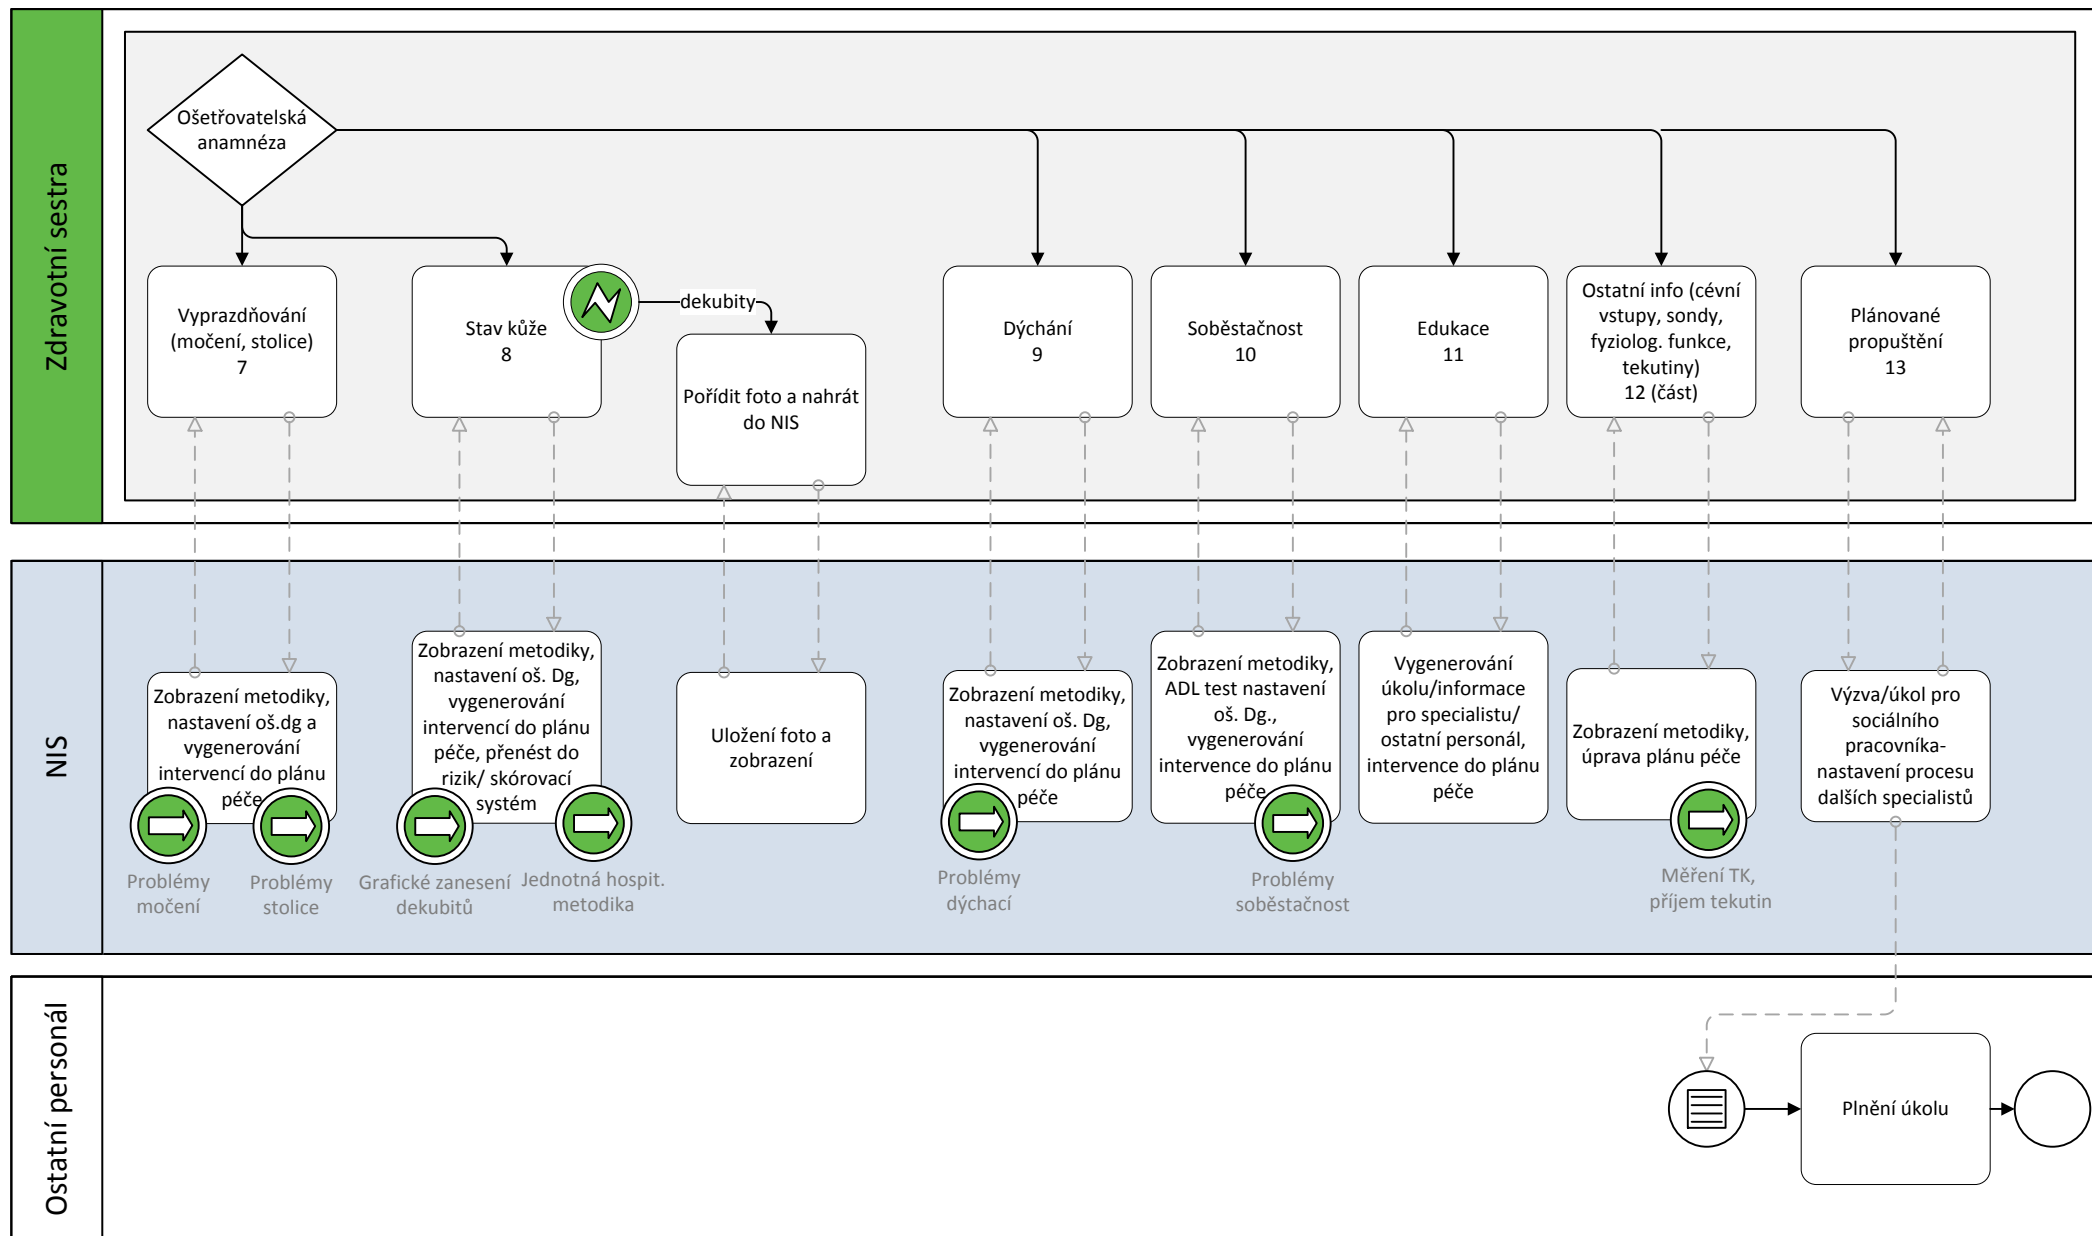 Zdravotní sestra
Ošetřovatelská
anamnéza
Vyprazdňování
(močení, stolice)
7
Stav kůže
8
dekubity
Pořídit foto a nahrát
do NIS
Dýchání
9
Soběstačnost
10
Edukace
11
Ostatní info (cévní
vstupy, sondy,
fyziolog. funkce,
tekutiny)
12 (část)
Plánované
propuštění
13
NIS
Zobrazení metodiky,
nastavení oš.dg a
vygenerování
intervencí do plánu
péče
Problémy
močení
Problémy
stolice
Zobrazení metodiky,
nastavení oš. Dg,
vygenerování
intervencí do plánu
péče, přenést do
rizik/ skórovací
systém
Grafické zanesení
dekubitů
Jednotná hospit.
metodika
Uložení foto a
zobrazení
Zobrazení metodiky,
nastavení oš. Dg,
vygenerování
intervencí do plánu
péče
Problémy
dýchací
Zobrazení metodiky,
ADL test nastavení
oš. Dg.,
vygenerování
intervence do plánu
péče
Problémy
soběstačnost
Vygenerování
úkolu/informace
pro specialistu/
ostatní personál,
intervence do plánu
péče
Zobrazení metodiky,
úprava plánu péče
Měření TK,
příjem tekutin
Výzva/úkol pro
sociálního
pracovníka-
nastavení procesu
dalších specialistů
Ostatní personál
Plnění úkolu